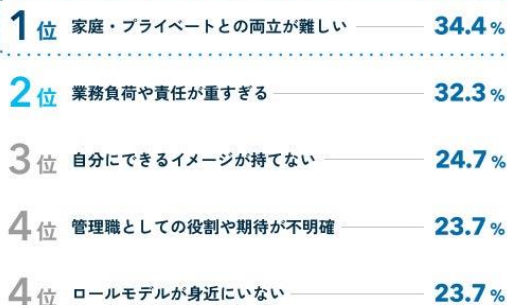 1位 家庭・プライベートとの両立が難しい 34.4%
2位 業務負荷や責任が重すぎる 32.3%
3位 自分にできるイメージが持てない 24.7%
4位 管理職としての役割や期待が不明確 23.7%
4位 ロールモデルが身近にいない 23.7%